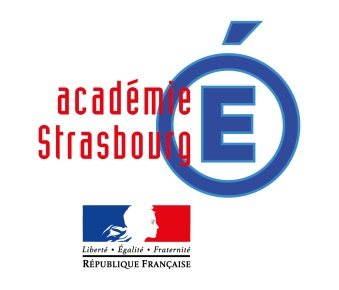 académie
Strasbourg
É
Liberté • Égalité • Fraternité
RÉPUBLIQUE FRANÇAISE